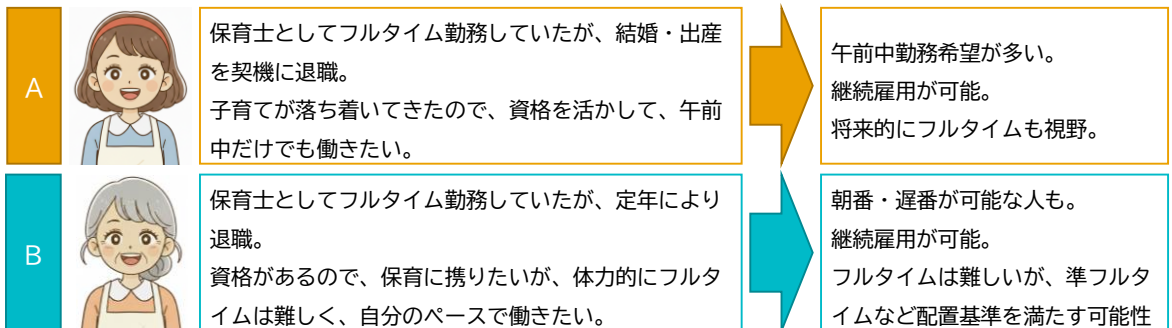 A
保育士としてフルタイム勤務していたが、結婚・出産
を契機に退職。
子育てが落ち着いてきたので、資格を活かして、午前
中だけでも働きたい。
午前中勤務希望が多い。
継続雇用が可能。
将来的にフルタイムも視野。
B
保育士としてフルタイム勤務していたが、定年により
退職。
資格があるので、保育に携りたいが、体力的にフルタ
イムは難しく、自分のペースで働きたい。
朝番・遅番が可能な人も。
継続雇用が可能。
フルタイムは難しいが、準フルタ
イムなど配置基準を満たす可能性